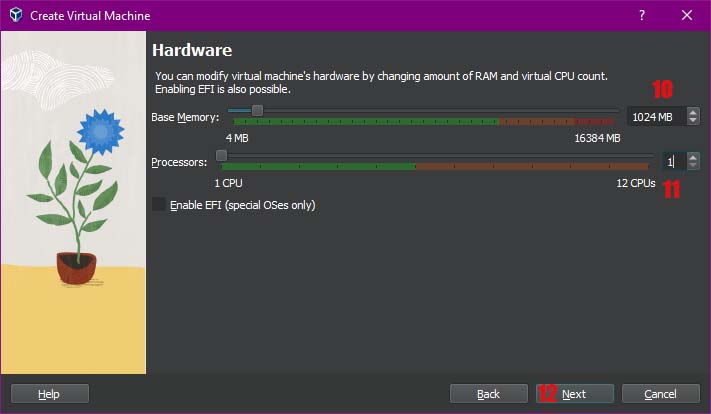 Create Virtual Machine
Hardware
You can modify virtual machine's hardware by changing amount of RAM and virtual CPU count.
Enabling EFI is also possible.
10
Base Memory: 1024 MB
4 MB 16384 MB
Processors: 1
1 CPU 12 CPUs
11
Enable EFI (special OSes only)
Help Back 12 Next Cancel